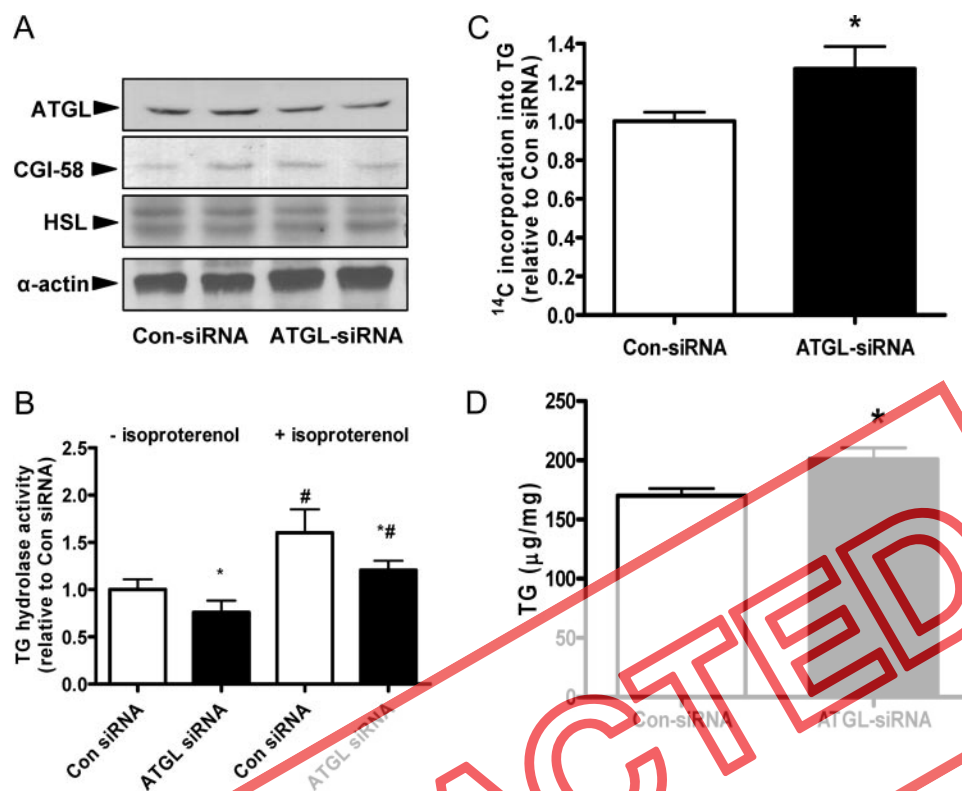 A
ATGL
CGI-58
HSL
α-actin
Con-siRNA ATGL-siRNA
B
- isoproterenol + isoproterenol
TG hydrolase activity
(relative to Con siRNA)
2.5
2.0
1.5
1.0
0.5
0.0
*
#
*#
Con siRNA
ATGL siRNA
Con siRNA
ATGL siRNA
C
¹⁴C incorporation into TG
(relative to Con siRNA)
1.4
1.2
1.0
0.8
0.6
0.4
0.2
0.0
*
Con-siRNA ATGL-siRNA
D
TG (µg/mg)
250
200
150
100
50
0
*
Con-siRNA ATGL-siRNA
ACTED